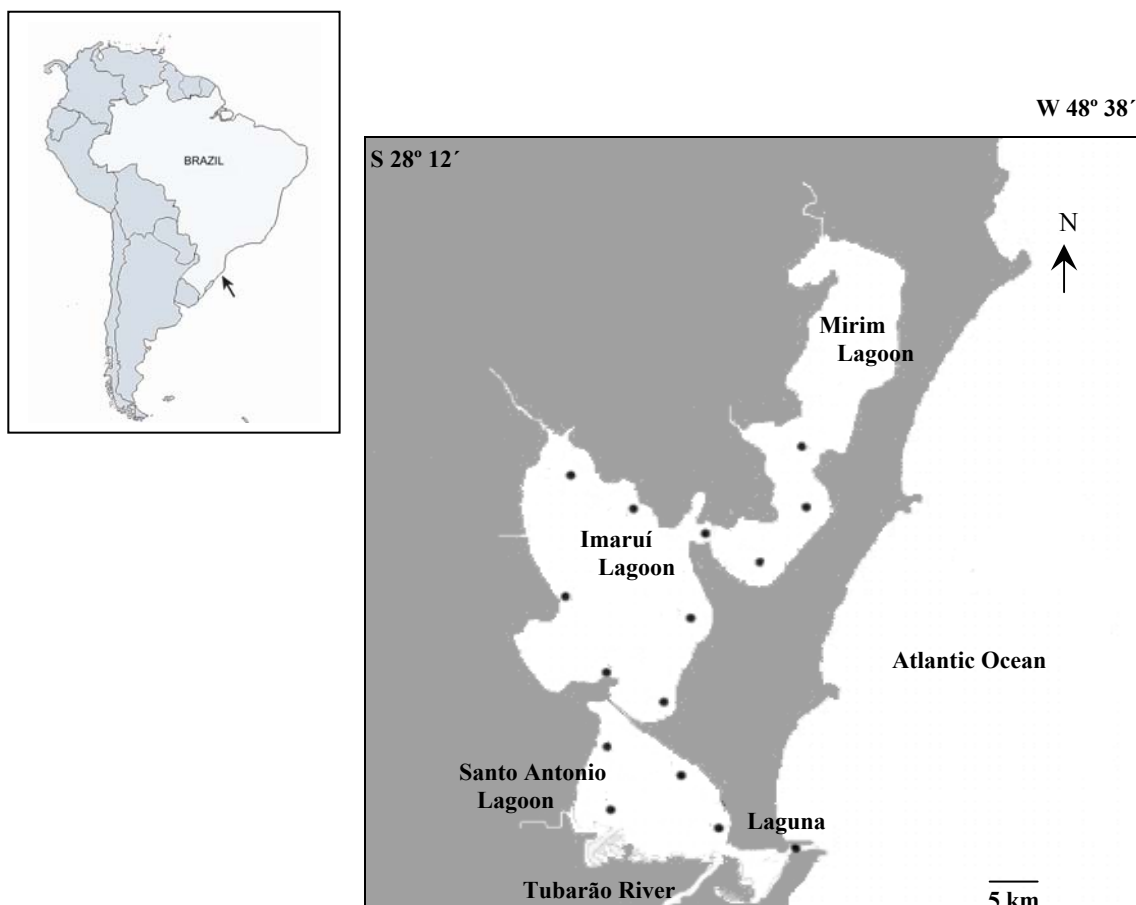 BRAZIL
W 48º 38´
S 28º 12´
N
Mirim
Lagoon
Imaruí
Lagoon
Atlantic Ocean
Santo Antonio
Lagoon
Laguna
Tubarão River
5 km